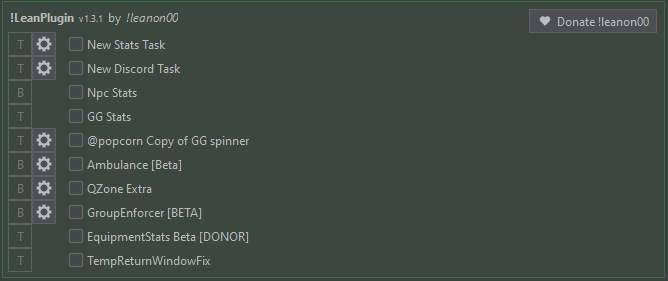 !LeanPlugin v1.3.1 by !leanon00 Donate !leanon00
T New Stats Task
T New Discord Task
B Npc Stats
T GG Stats
T @popcorn Copy of GG spinner
B Ambulance [Beta]
B QZone Extra
B GroupEnforcer [BETA]
T EquipmentStats Beta [DONOR]
T TempReturnWindowFix